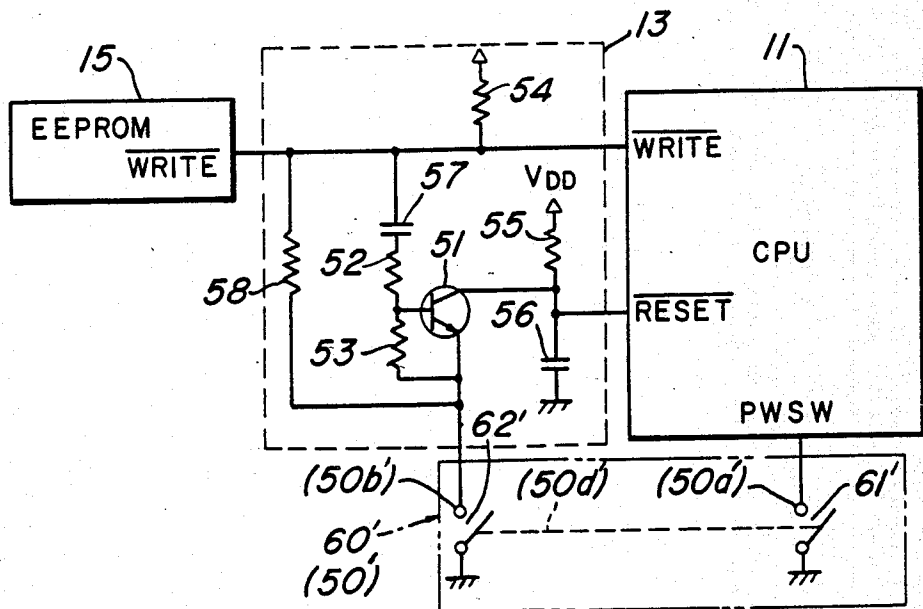 13
15
11
54
EEPROM
WRITE
WRITE
57
VDD
55
51
52
CPU
58
56
RESET
53
PWSW
62'
(50b')
(50d')
(50a')
61'
60'
(50')